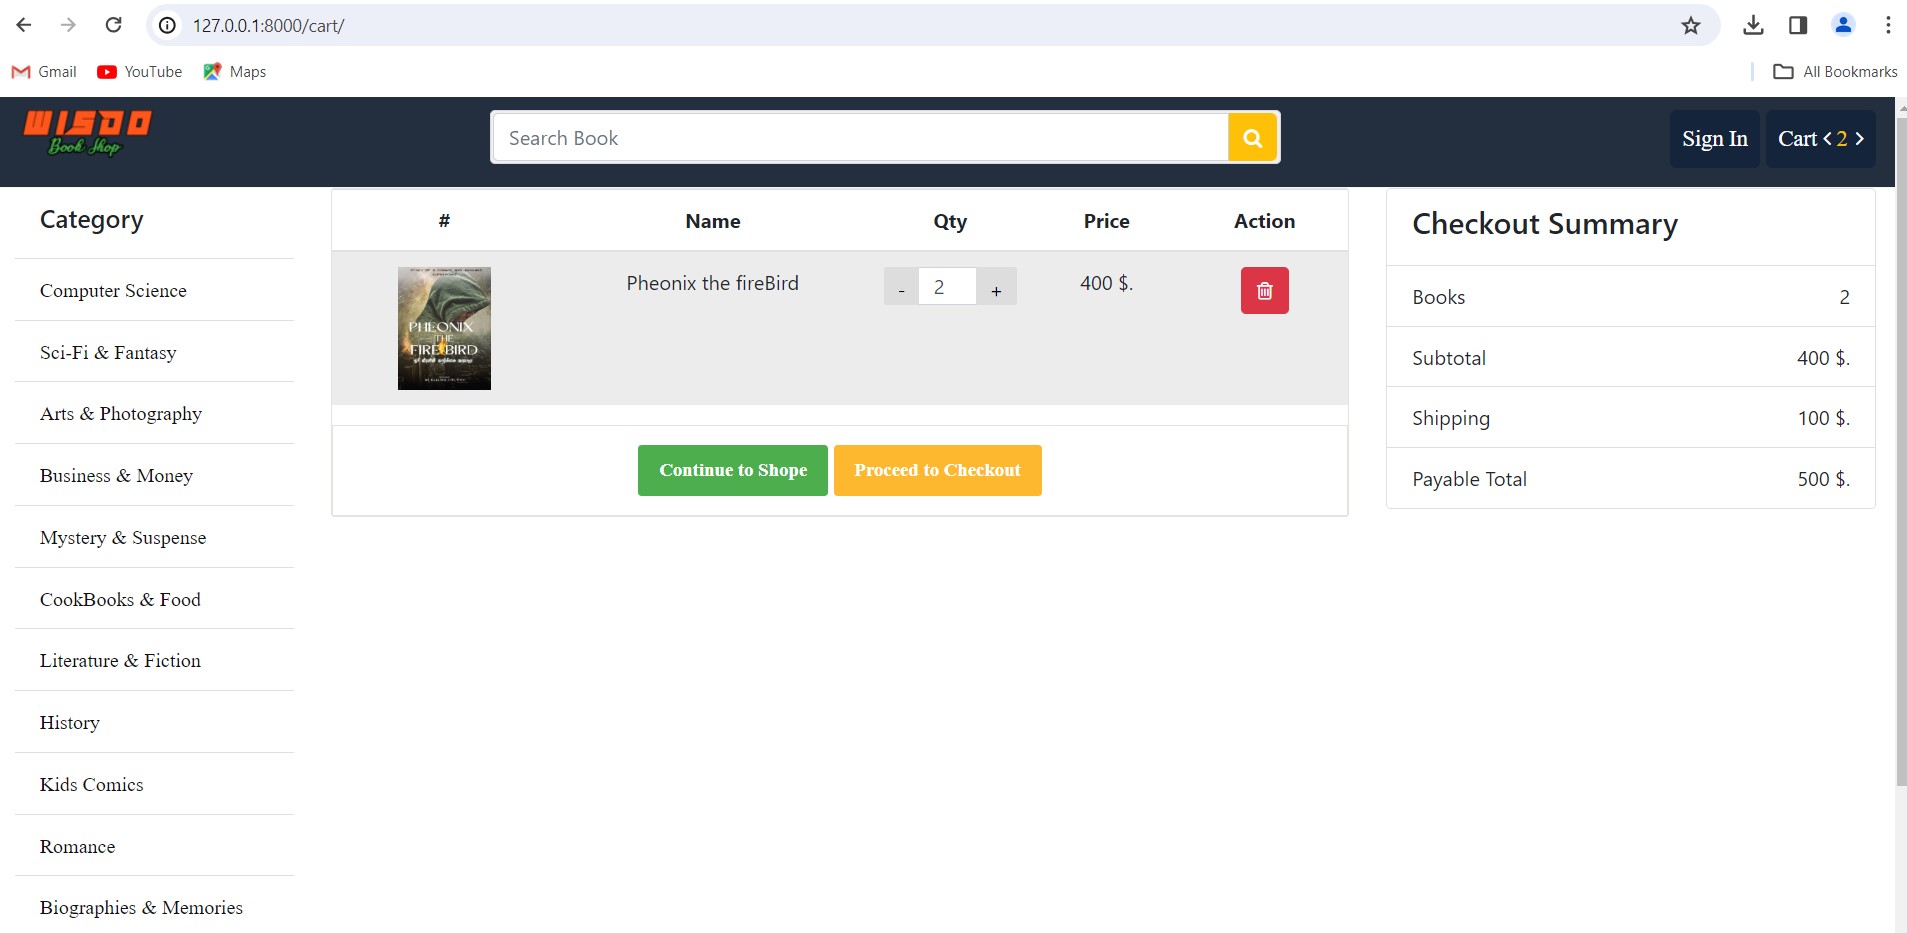 127.0.0.1:8000/cart/
Gmail YouTube Maps All Bookmarks
WISDO
Book Shop
Search Book
Sign In Cart < 2 >
Category
Computer Science
Sci-Fi & Fantasy
Arts & Photography
Business & Money
Mystery & Suspense
CookBooks & Food
Literature & Fiction
History
Kids Comics
Romance
Biographies & Memories
# Name Qty Price Action
PHEONIX
THE
FIRE BIRD
Pheonix the fireBird - 2 + 400 $.
Continue to Shope Proceed to Checkout
Checkout Summary
Books 2
Subtotal 400 $.
Shipping 100 $.
Payable Total 500 $.